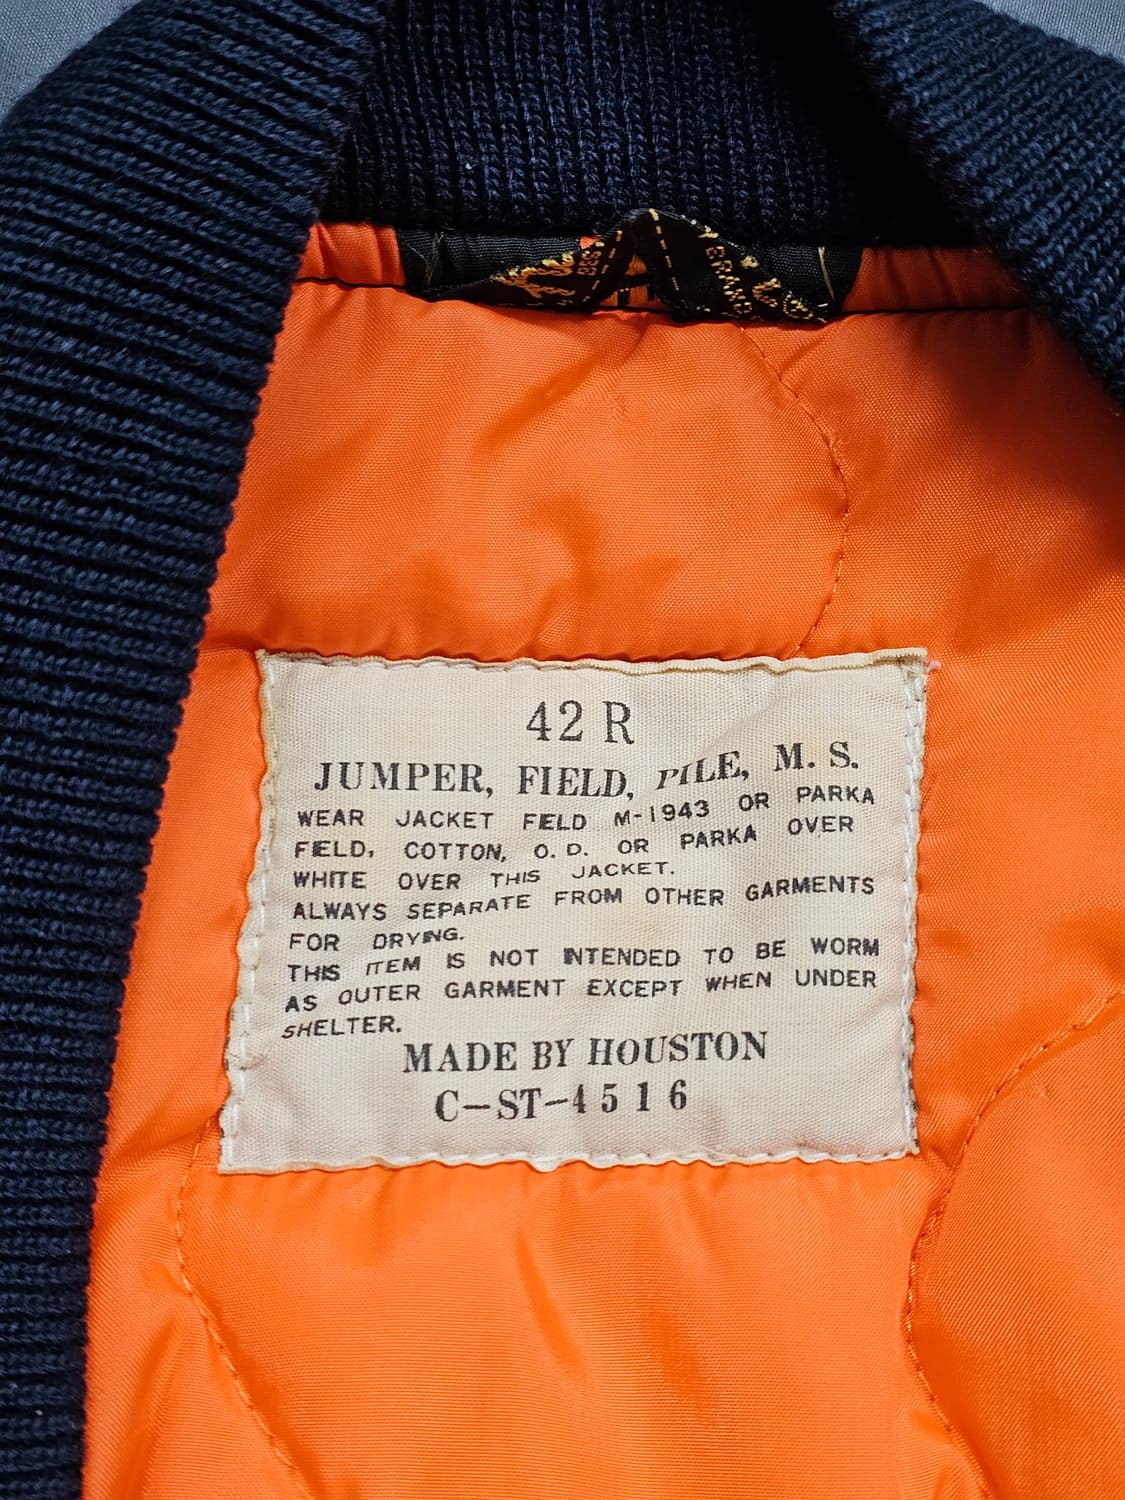 BRAND
42 R
JUMPER, FIELD, PILE, M. S.
WEAR JACKET FIELD M-1943 OR PARKA
FIELD, COTTON, O. D. OR PARKA OVER
WHITE OVER THIS JACKET.
ALWAYS SEPARATE FROM OTHER GARMENTS
FOR DRYING.
THIS ITEM IS NOT INTENDED TO BE WORM
AS OUTER GARMENT EXCEPT WHEN UNDER
SHELTER.
MADE BY HOUSTON
C-ST-4516